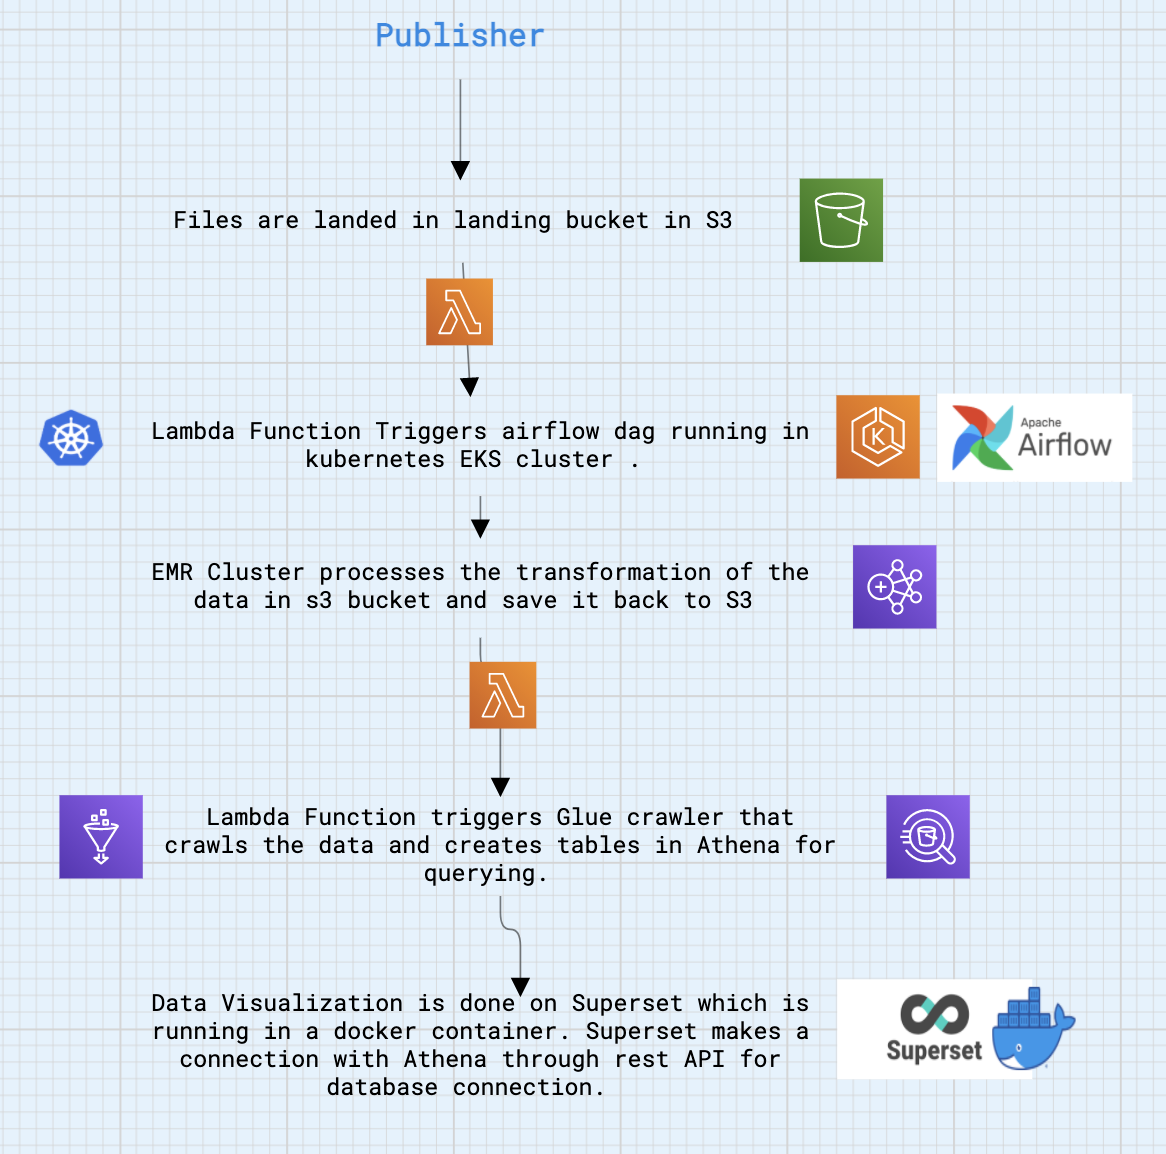 Publisher
Files are landed in landing bucket in S3
Lambda Function Triggers airflow dag running in
kubernetes EKS cluster .
K
Apache
Airflow
EMR Cluster processes the transformation of the
data in s3 bucket and save it back to S3
Lambda Function triggers Glue crawler that
crawls the data and creates tables in Athena for
querying.
Data Visualization is done on Superset which is
running in a docker container. Superset makes a
connection with Athena through rest API for
database connection.
Superset